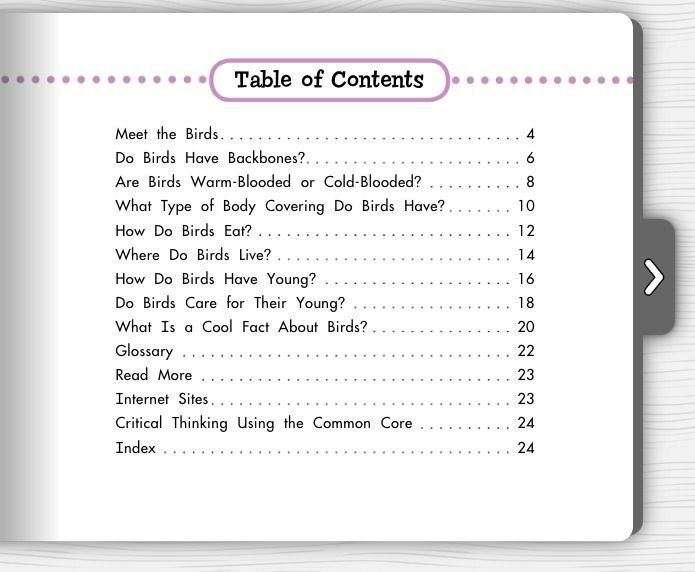 Table of Contents
Meet the Birds. . . . . . . . . . . . . . . . . . . . . . . . . . . . . . . . 4
Do Birds Have Backbones?. . . . . . . . . . . . . . . . . . . . . . . 6
Are Birds Warm-Blooded or Cold-Blooded? . . . . . . . . . . 8
What Type of Body Covering Do Birds Have? . . . . . . . 10
How Do Birds Eat? . . . . . . . . . . . . . . . . . . . . . . . . . . . 12
Where Do Birds Live? . . . . . . . . . . . . . . . . . . . . . . . . . 14
How Do Birds Have Young? . . . . . . . . . . . . . . . . . . . . 16
Do Birds Care for Their Young? . . . . . . . . . . . . . . . . . 18
What Is a Cool Fact About Birds? . . . . . . . . . . . . . . . 20
Glossary . . . . . . . . . . . . . . . . . . . . . . . . . . . . . . . . . . . 22
Read More . . . . . . . . . . . . . . . . . . . . . . . . . . . . . . . . . 23
Internet Sites. . . . . . . . . . . . . . . . . . . . . . . . . . . . . . . . 23
Critical Thinking Using the Common Core . . . . . . . . . . 24
Index . . . . . . . . . . . . . . . . . . . . . . . . . . . . . . . . . . . . . 24